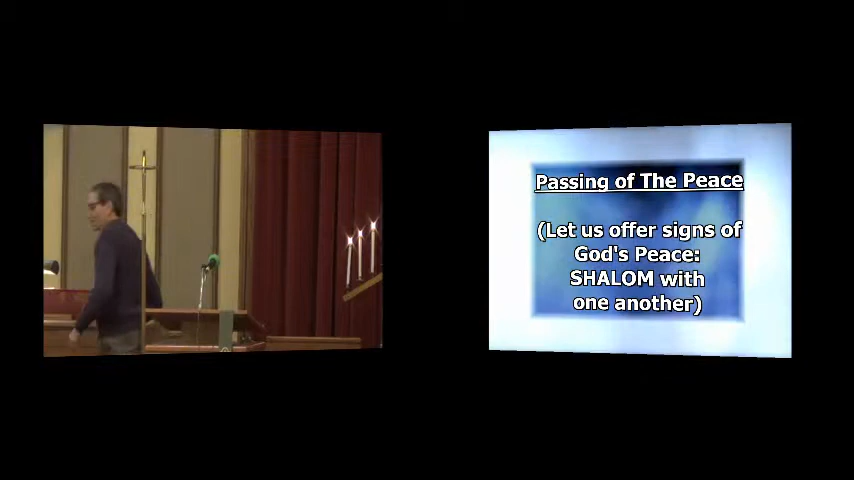 Passing of The Peace
(Let us offer signs of
God's Peace:
SHALOM with
one another)